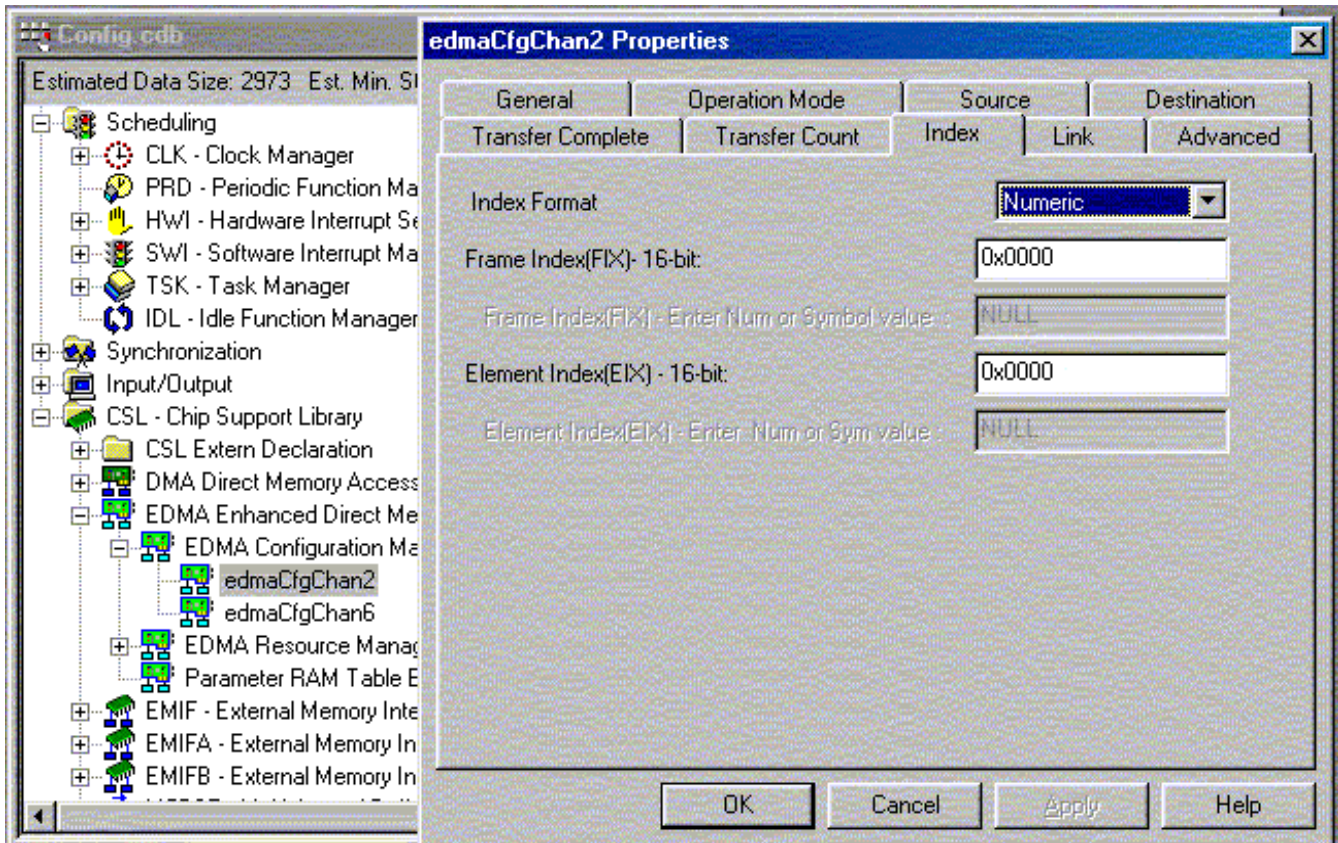 Config.cdb
Estimated Data Size: 2973 Est. Min. St
Scheduling
CLK - Clock Manager
PRD - Periodic Function Ma
HWI - Hardware Interrupt Se
SWI - Software Interrupt Ma
TSK - Task Manager
IDL - Idle Function Manager
Synchronization
Input/Output
CSL - Chip Support Library
CSL Extern Declaration
DMA Direct Memory Access
EDMA Enhanced Direct Me
EDMA Configuration Ma
edmaCfgChan2
edmaCfgChan6
EDMA Resource Manag
Parameter RAM Table E
EMIF - External Memory Inte
EMIFA - External Memory In
EMIFB - External Memory In
edmaCfgChan2 Properties
General Operation Mode Source Destination
Transfer Complete Transfer Count Index Link Advanced
Index Format Numeric
Frame Index(FIX)- 16-bit: 0x0000
Frame Index(FIX) - Enter Num or Symbol value : NULL
Element Index(EIX) - 16-bit: 0x0000
Element Index(EIX) - Enter Num or Sym value : NULL
OK Cancel Apply Help